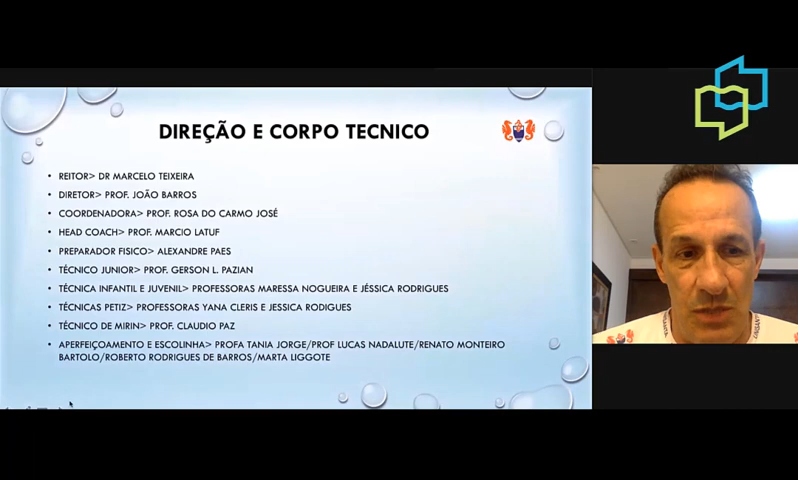 DIREÇÃO E CORPO TECNICO
• REITOR> DR MARCELO TEIXEIRA
• DIRETOR> PROF. JOÃO BARROS
• COORDENADORA> PROF. ROSA DO CARMO JOSÉ
• HEAD COACH> PROF. MARCIO LATUF
• PREPARADOR FISICO> ALEXANDRE PAES
• TÉCNICO JUNIOR> PROF. GERSON L. PAZIAN
• TÉCNICA INFANTIL E JUVENIL> PROFESSORAS MARESSA NOGUEIRA E JÉSSICA RODRIGUES
• TÉCNICAS PETIZ> PROFESSORAS YANA CLERIS E JESSICA RODIGUES
• TÉCNICO DE MIRIN> PROF. CLAUDIO PAZ
• APERFEIÇOAMENTO E ESCOLINHA> PROFA TANIA JORGE/PROF LUCAS NADALUTE/RENATO MONTEIRO
BARTOLO/ROBERTO RODRIGUES DE BARROS/MARTA LIGGOTE